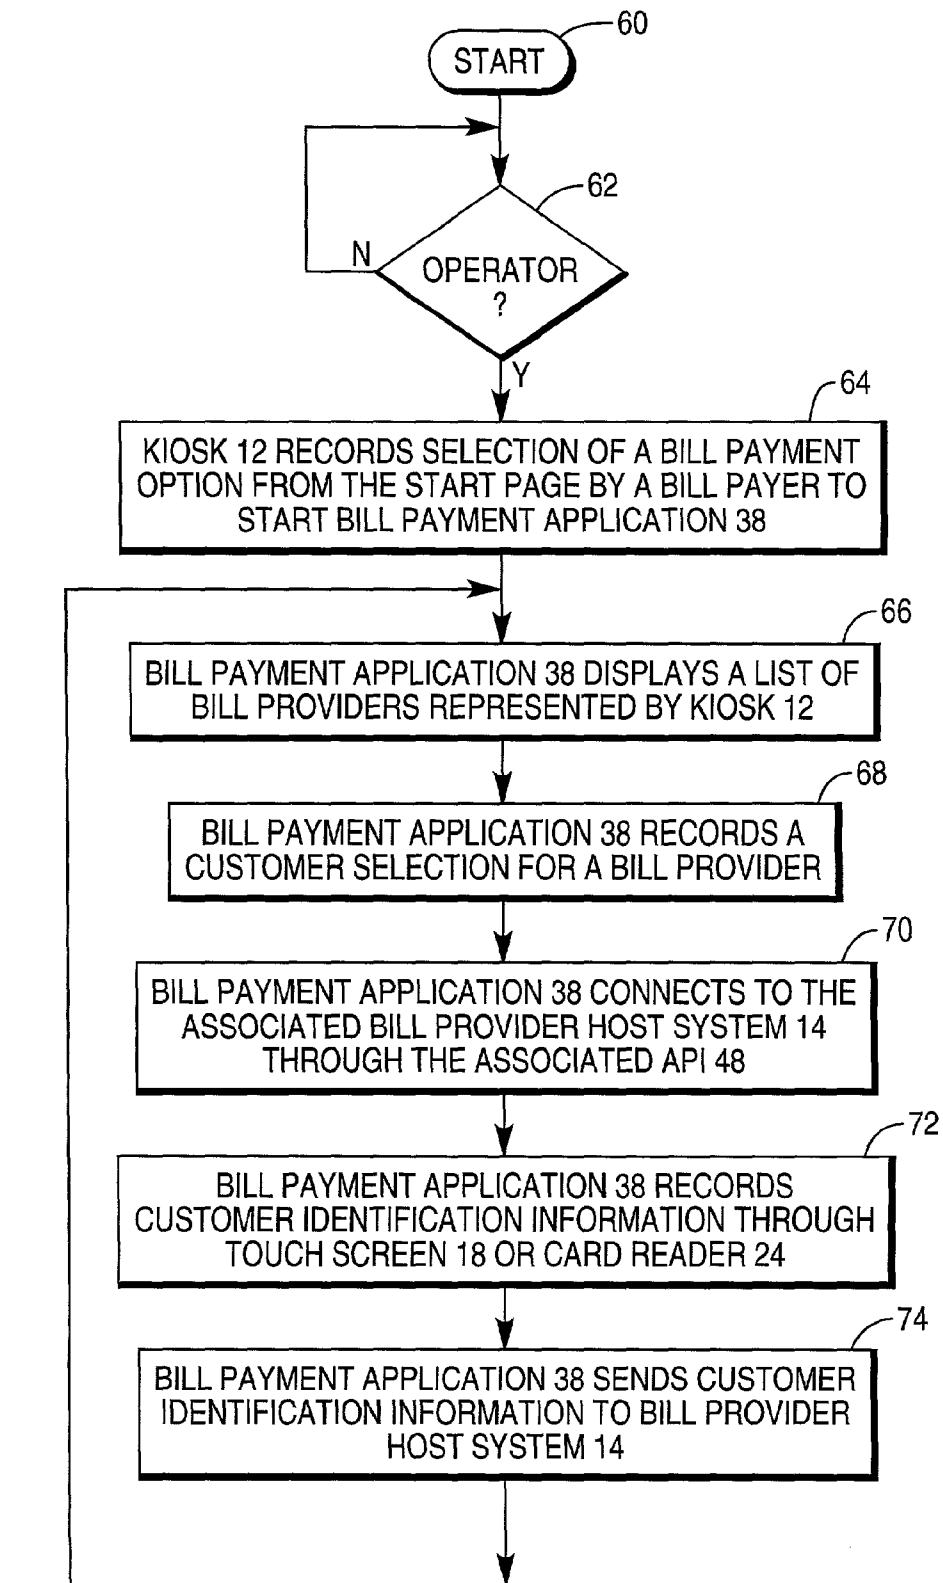 60
START
62
N
OPERATOR
?
Y
64
KIOSK 12 RECORDS SELECTION OF A BILL PAYMENT
OPTION FROM THE START PAGE BY A BILL PAYER TO
START BILL PAYMENT APPLICATION 38
66
BILL PAYMENT APPLICATION 38 DISPLAYS A LIST OF
BILL PROVIDERS REPRESENTED BY KIOSK 12
68
BILL PAYMENT APPLICATION 38 RECORDS A
CUSTOMER SELECTION FOR A BILL PROVIDER
70
BILL PAYMENT APPLICATION 38 CONNECTS TO THE
ASSOCIATED BILL PROVIDER HOST SYSTEM 14
THROUGH THE ASSOCIATED API 48
72
BILL PAYMENT APPLICATION 38 RECORDS
CUSTOMER IDENTIFICATION INFORMATION THROUGH
TOUCH SCREEN 18 OR CARD READER 24
74
BILL PAYMENT APPLICATION 38 SENDS CUSTOMER
IDENTIFICATION INFORMATION TO BILL PROVIDER
HOST SYSTEM 14